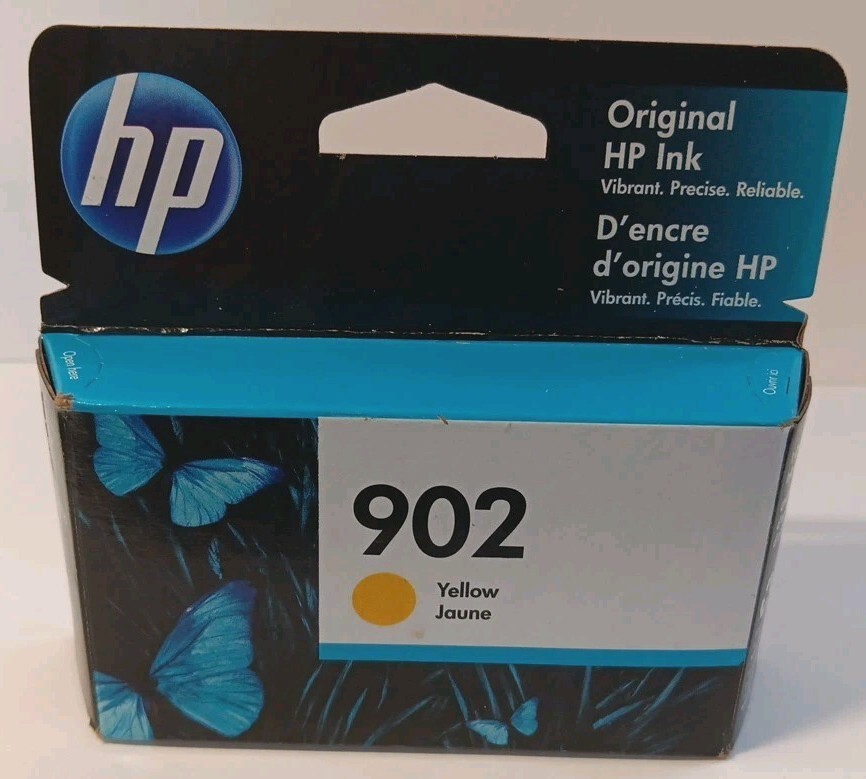 hp
Original
HP Ink
Vibrant. Precise. Reliable.
D'encre
d'origine HP
Vibrant. Précis. Fiable.
Open here
Ouvrir ici
902
Yellow
Jaune